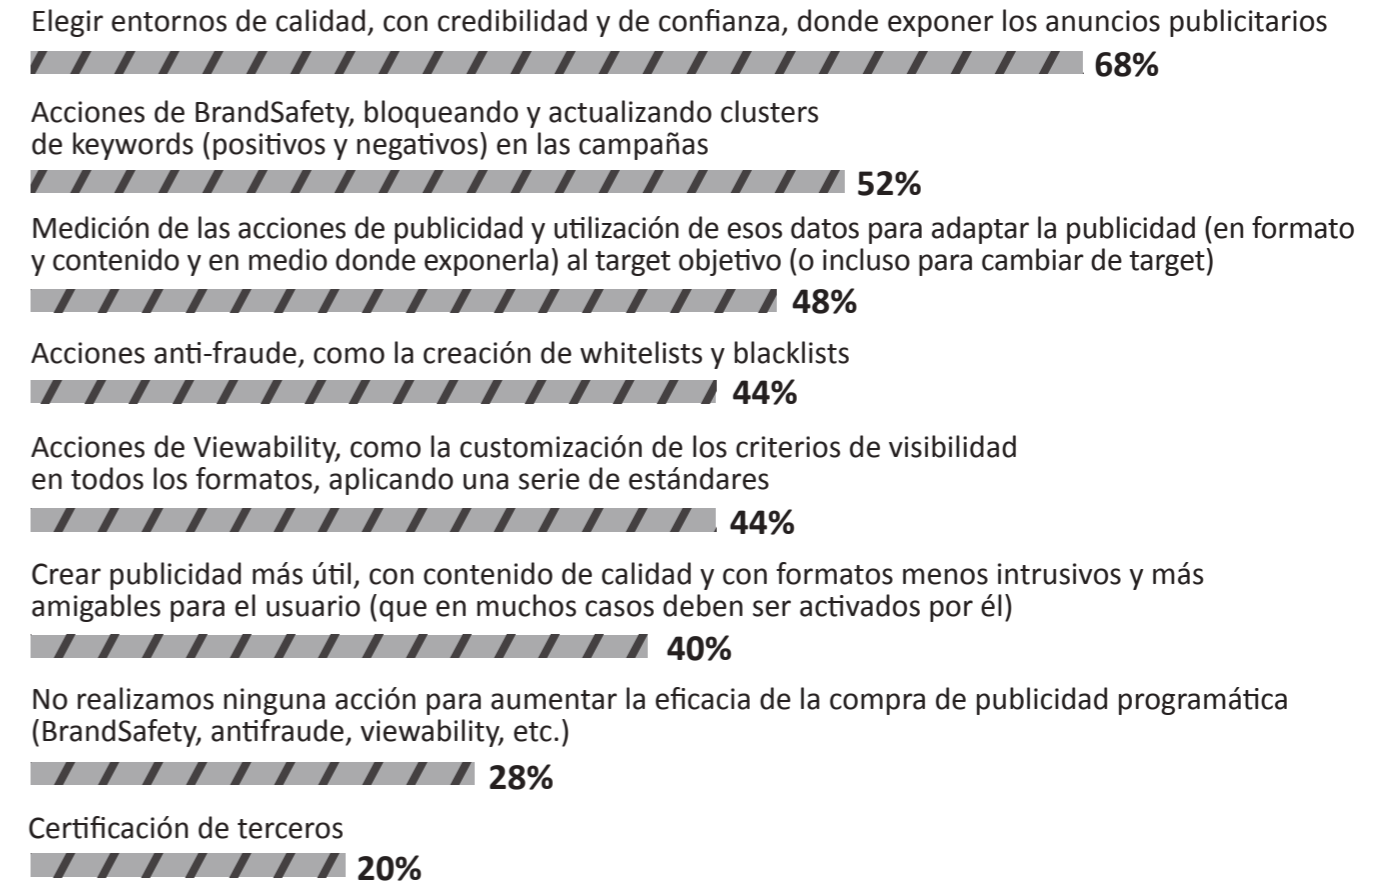 Elegir entornos de calidad, con credibilidad y de confianza, donde exponer los anuncios publicitarios
68%
Acciones de BrandSafety, bloqueando y actualizando clusters
de keywords (positivos y negativos) en las campañas
52%
Medición de las acciones de publicidad y utilización de esos datos para adaptar la publicidad (en formato
y contenido y en medio donde exponerla) al target objetivo (o incluso para cambiar de target)
48%
Acciones anti-fraude, como la creación de whitelists y blacklists
44%
Acciones de Viewability, como la customización de los criterios de visibilidad
en todos los formatos, aplicando una serie de estándares
44%
Crear publicidad más útil, con contenido de calidad y con formatos menos intrusivos y más
amigables para el usuario (que en muchos casos deben ser activados por él)
40%
No realizamos ninguna acción para aumentar la eficacia de la compra de publicidad programática
(BrandSafety, antifraude, viewability, etc.)
28%
Certificación de terceros
20%